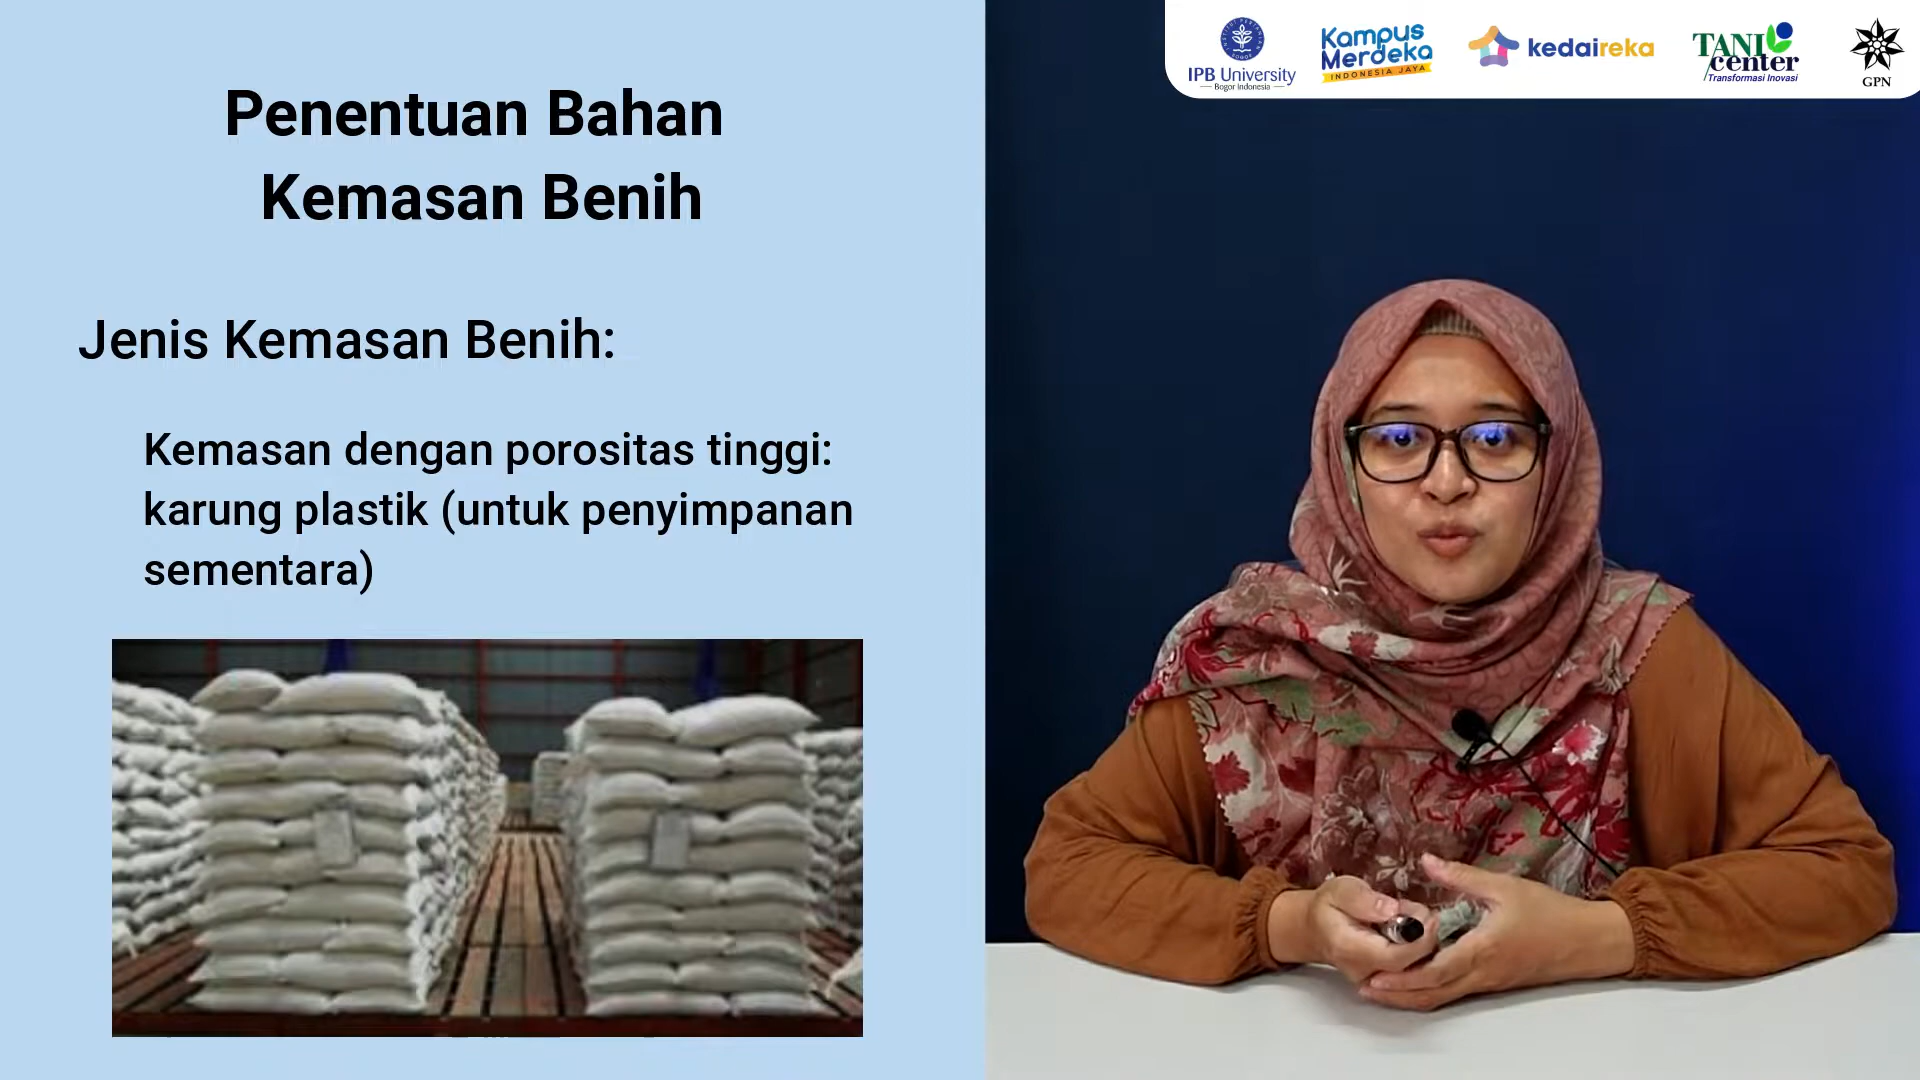 Penentuan Bahan
Kemasan Benih
Jenis Kemasan Benih:
Kemasan dengan porositas tinggi:
karung plastik (untuk penyimpanan
sementara)
IPB University
Bogor Indonesia
Kampus
Merdeka
INDONESIA JAYA
kedaireka
TANI
center
Transformasi Inovasi
GPN